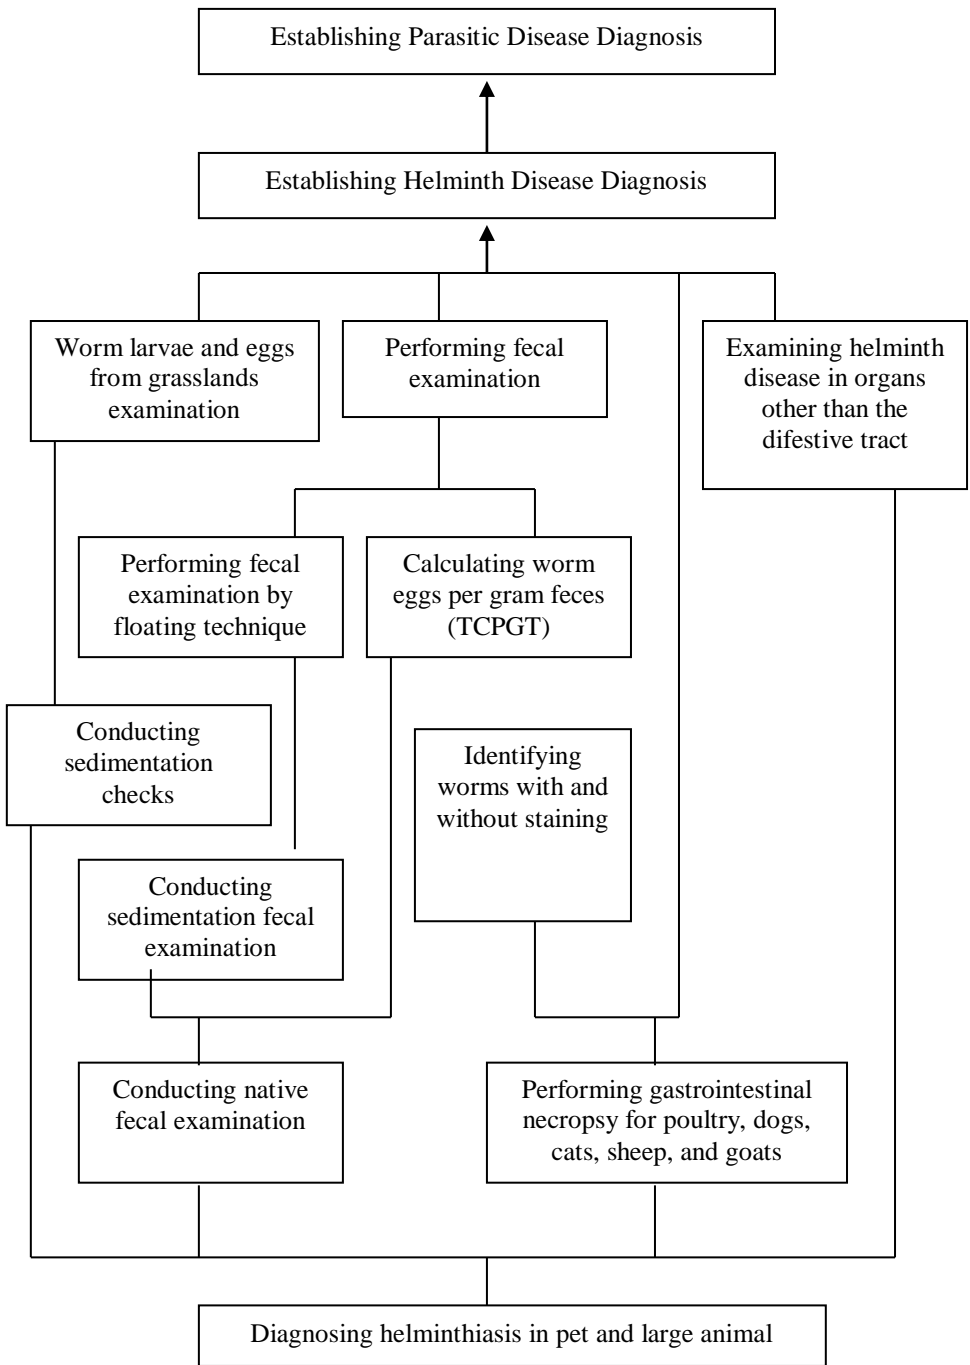 Establishing Parasitic Disease Diagnosis
Establishing Helminth Disease Diagnosis
Worm larvae and eggs
from grasslands
examination
Performing fecal
examination
Examining helminth
disease in organs
other than the
difestive tract
Performing fecal
examination by
floating technique
Calculating worm
eggs per gram feces
(TCPGT)
Conducting
sedimentation
checks
Identifying
worms with and
without staining
Conducting
sedimentation fecal
examination
Conducting native
fecal examination
Performing gastrointestinal
necropsy for poultry, dogs,
cats, sheep, and goats
Diagnosing helminthiasis in pet and large animal